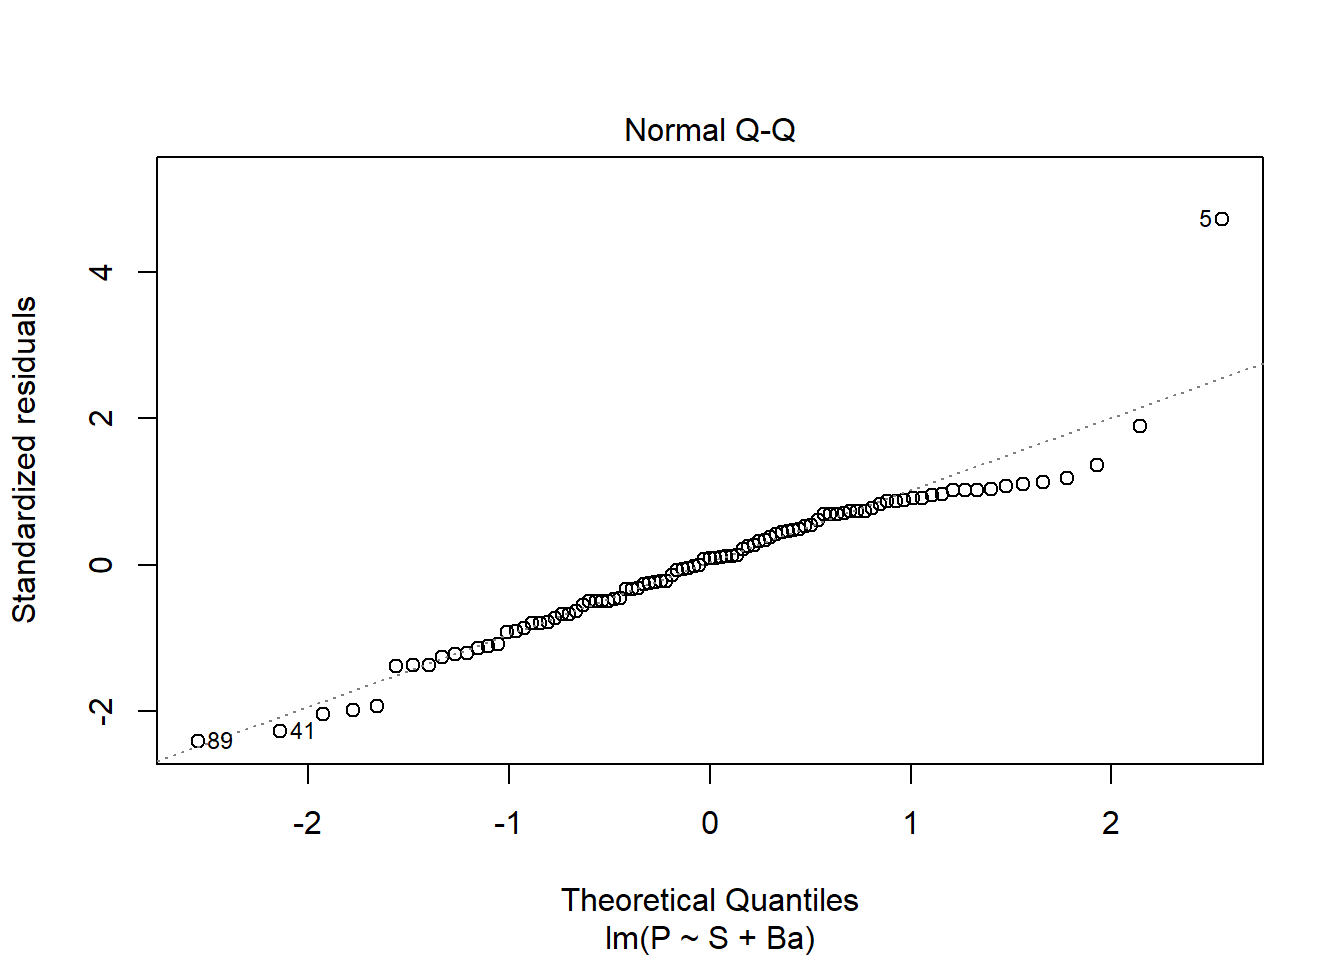 Normal Q-Q
5
4
2
0
-2
Standardized residuals
41
89
-2 -1 0 1 2
Theoretical Quantiles
lm(P ~ S + Ba)